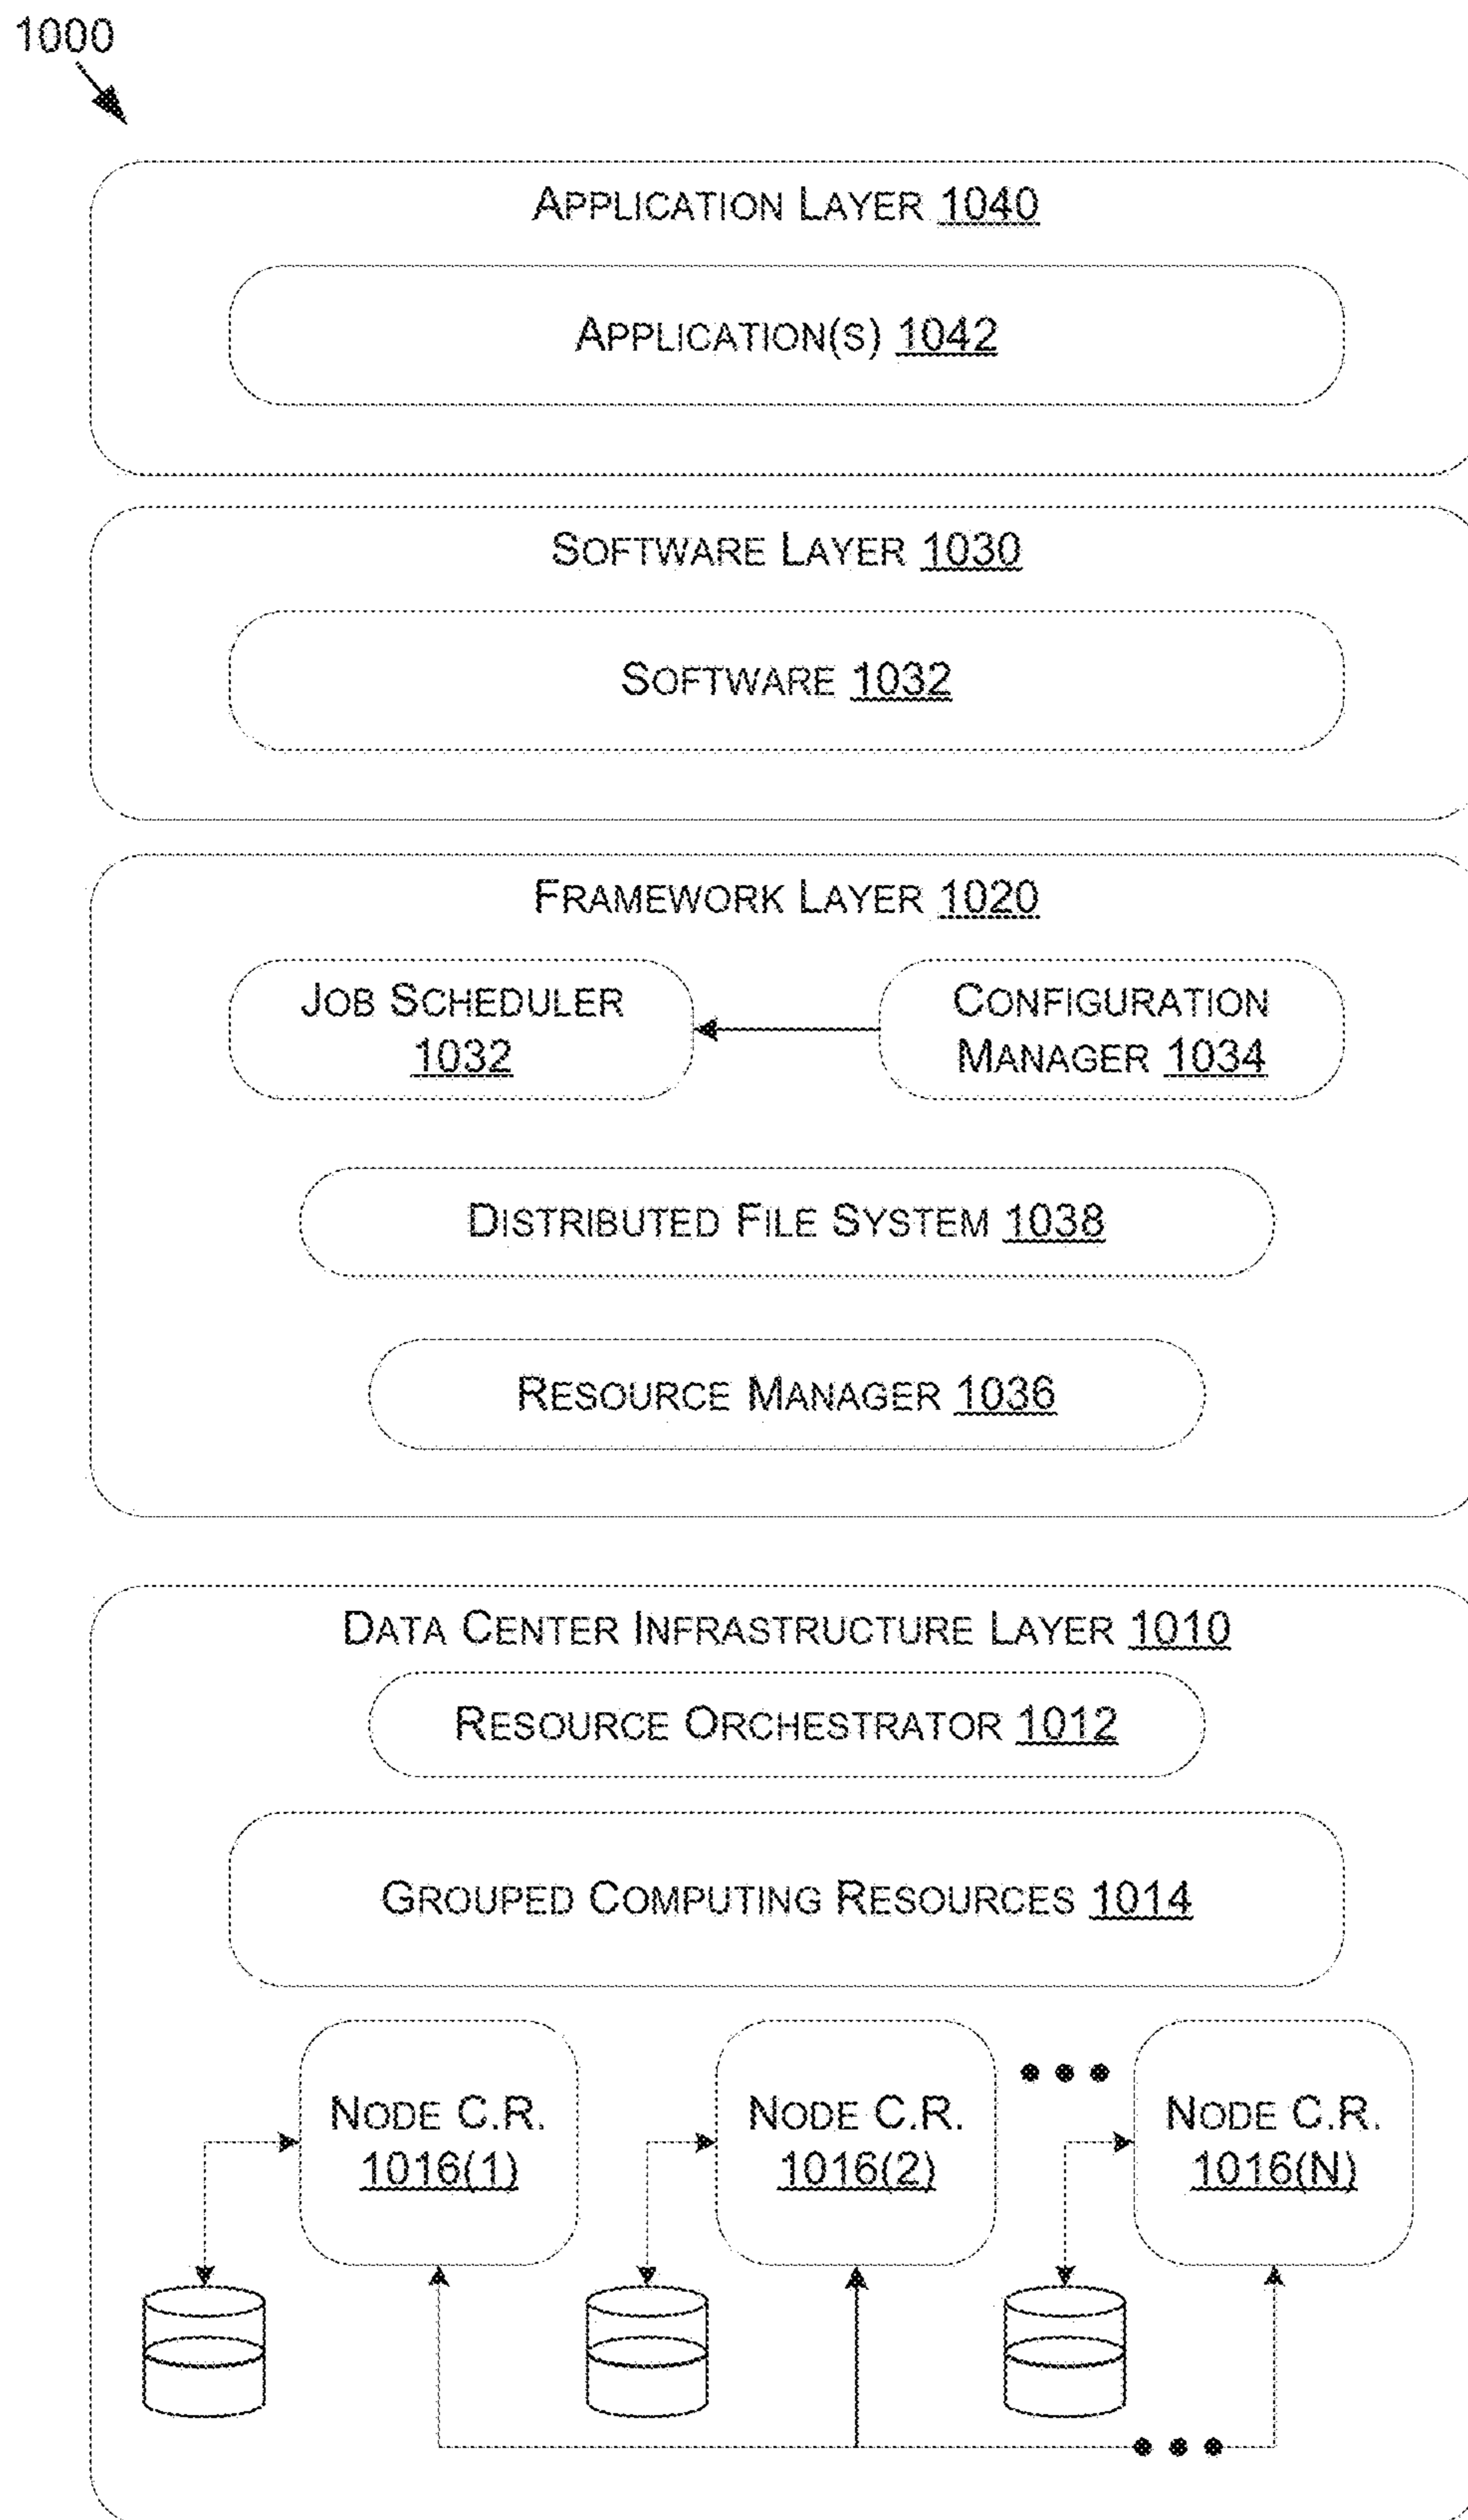 1000
APPLICATION LAYER 1040
APPLICATION(S) 1042
SOFTWARE LAYER 1030
SOFTWARE 1032
FRAMEWORK LAYER 1020
JOB SCHEDULER
1032
CONFIGURATION
MANAGER 1034
DISTRIBUTED FILE SYSTEM 1038
RESOURCE MANAGER 1036
DATA CENTER INFRASTRUCTURE LAYER 1010
RESOURCE ORCHESTRATOR 1012
GROUPED COMPUTING RESOURCES 1014
NODE C.R.
1016(1)
NODE C.R.
1016(2)
NODE C.R.
1016(N)